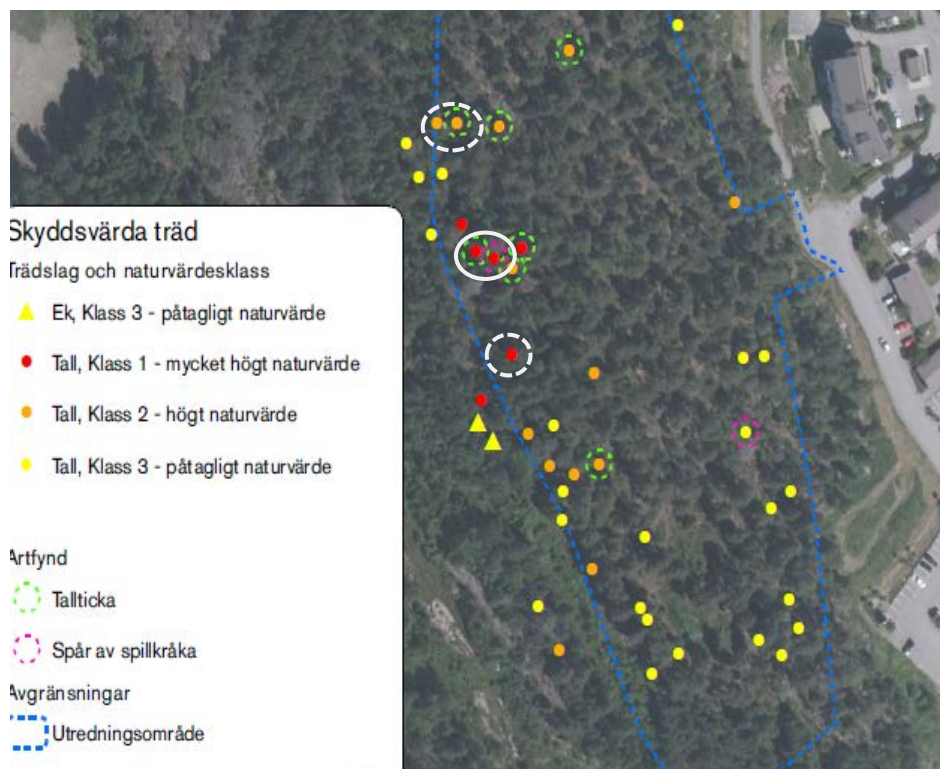 Skyddsvärda träd
Trädslag och naturvärdesklass
Ek, Klass 3 - påtagligt naturvärde
Tall, Klass 1 - mycket högt naturvärde
Tall, Klass 2 - högt naturvärde
Tall, Klass 3 - påtagligt naturvärde
Artfynd
Tallticka
Spår av spillkråka
Avgränsningar
Utredningsområde